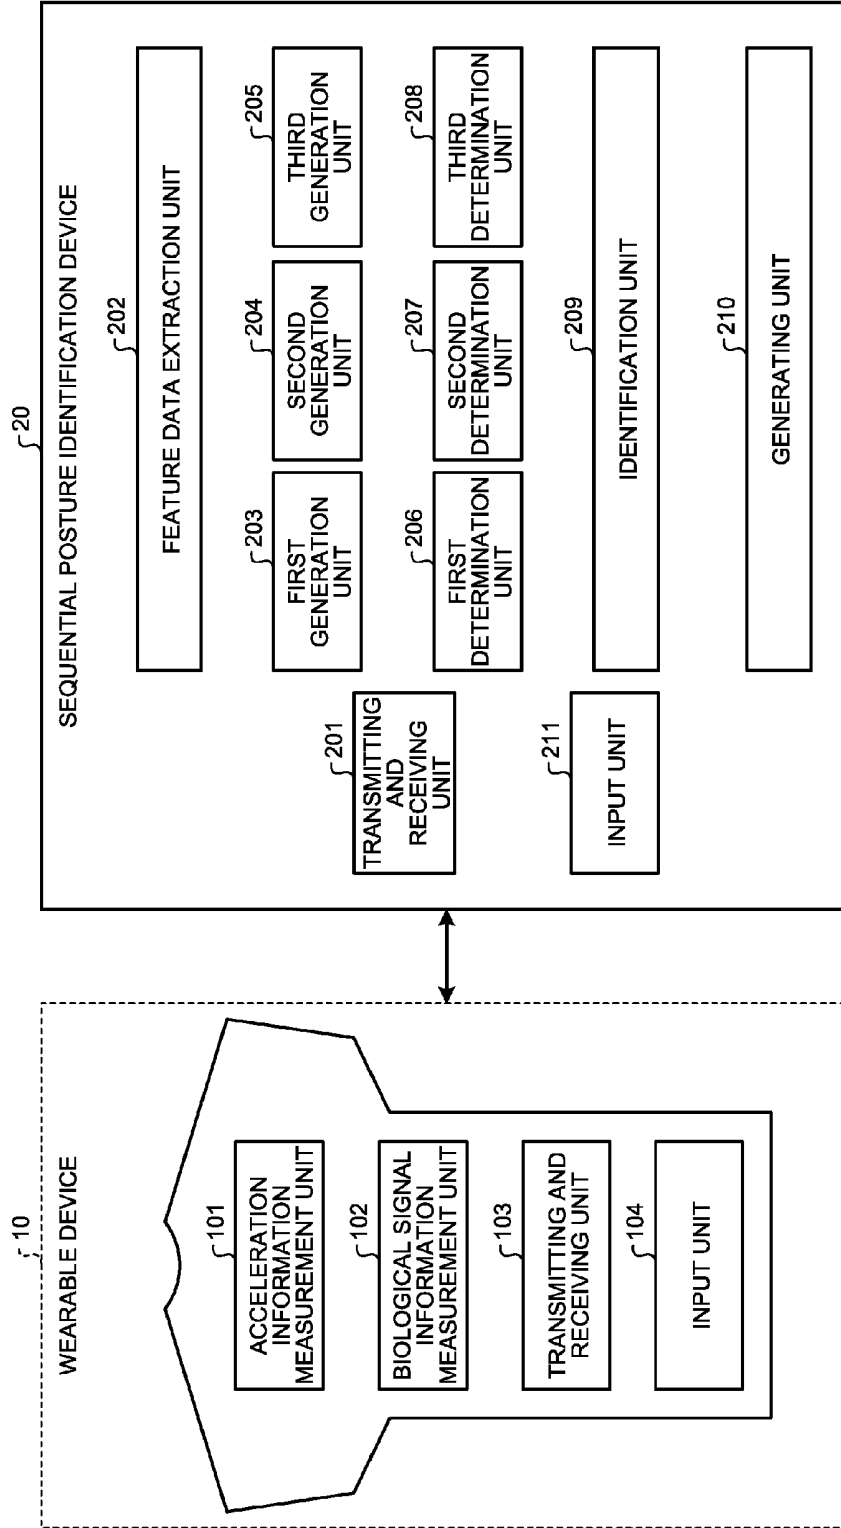 10
WEARABLE DEVICE
101
ACCELERATION
INFORMATION
MEASUREMENT UNIT
102
BIOLOGICAL SIGNAL
INFORMATION
MEASUREMENT UNIT
103
TRANSMITTING AND
RECEIVING UNIT
104
INPUT UNIT
20
SEQUENTIAL POSTURE IDENTIFICATION DEVICE
201
TRANSMITTING
AND
RECEIVING
UNIT
211
INPUT UNIT
202
FEATURE DATA EXTRACTION UNIT
203
FIRST
GENERATION
UNIT
204
SECOND
GENERATION
UNIT
205
THIRD
GENERATION
UNIT
206
FIRST
DETERMINATION
UNIT
207
SECOND
DETERMINATION
UNIT
208
THIRD
DETERMINATION
UNIT
209
IDENTIFICATION UNIT
210
GENERATING UNIT